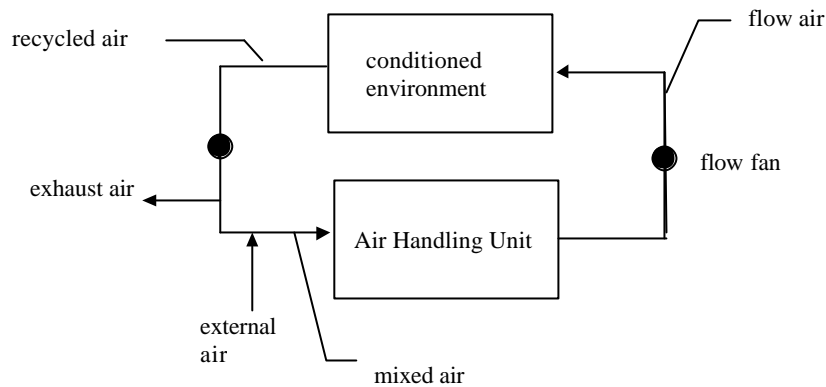 flow air
recycled air
conditioned
environment
flow fan
exhaust air
Air Handling Unit
external
air
mixed air